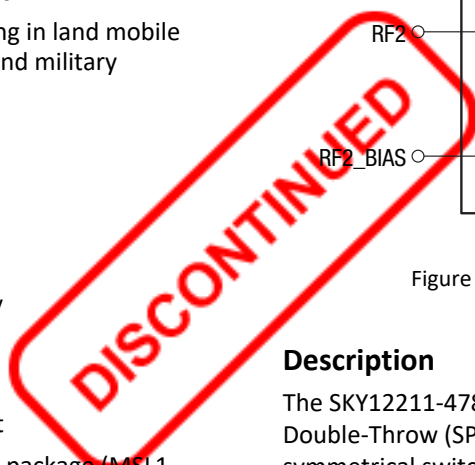 ng in land mobile
nd military
RF2
RF2_BIAS
DISCONTINUED
Figure
Description
The SKY12211-478
Double-Throw (SP
package (MSL1
symmetrical switc